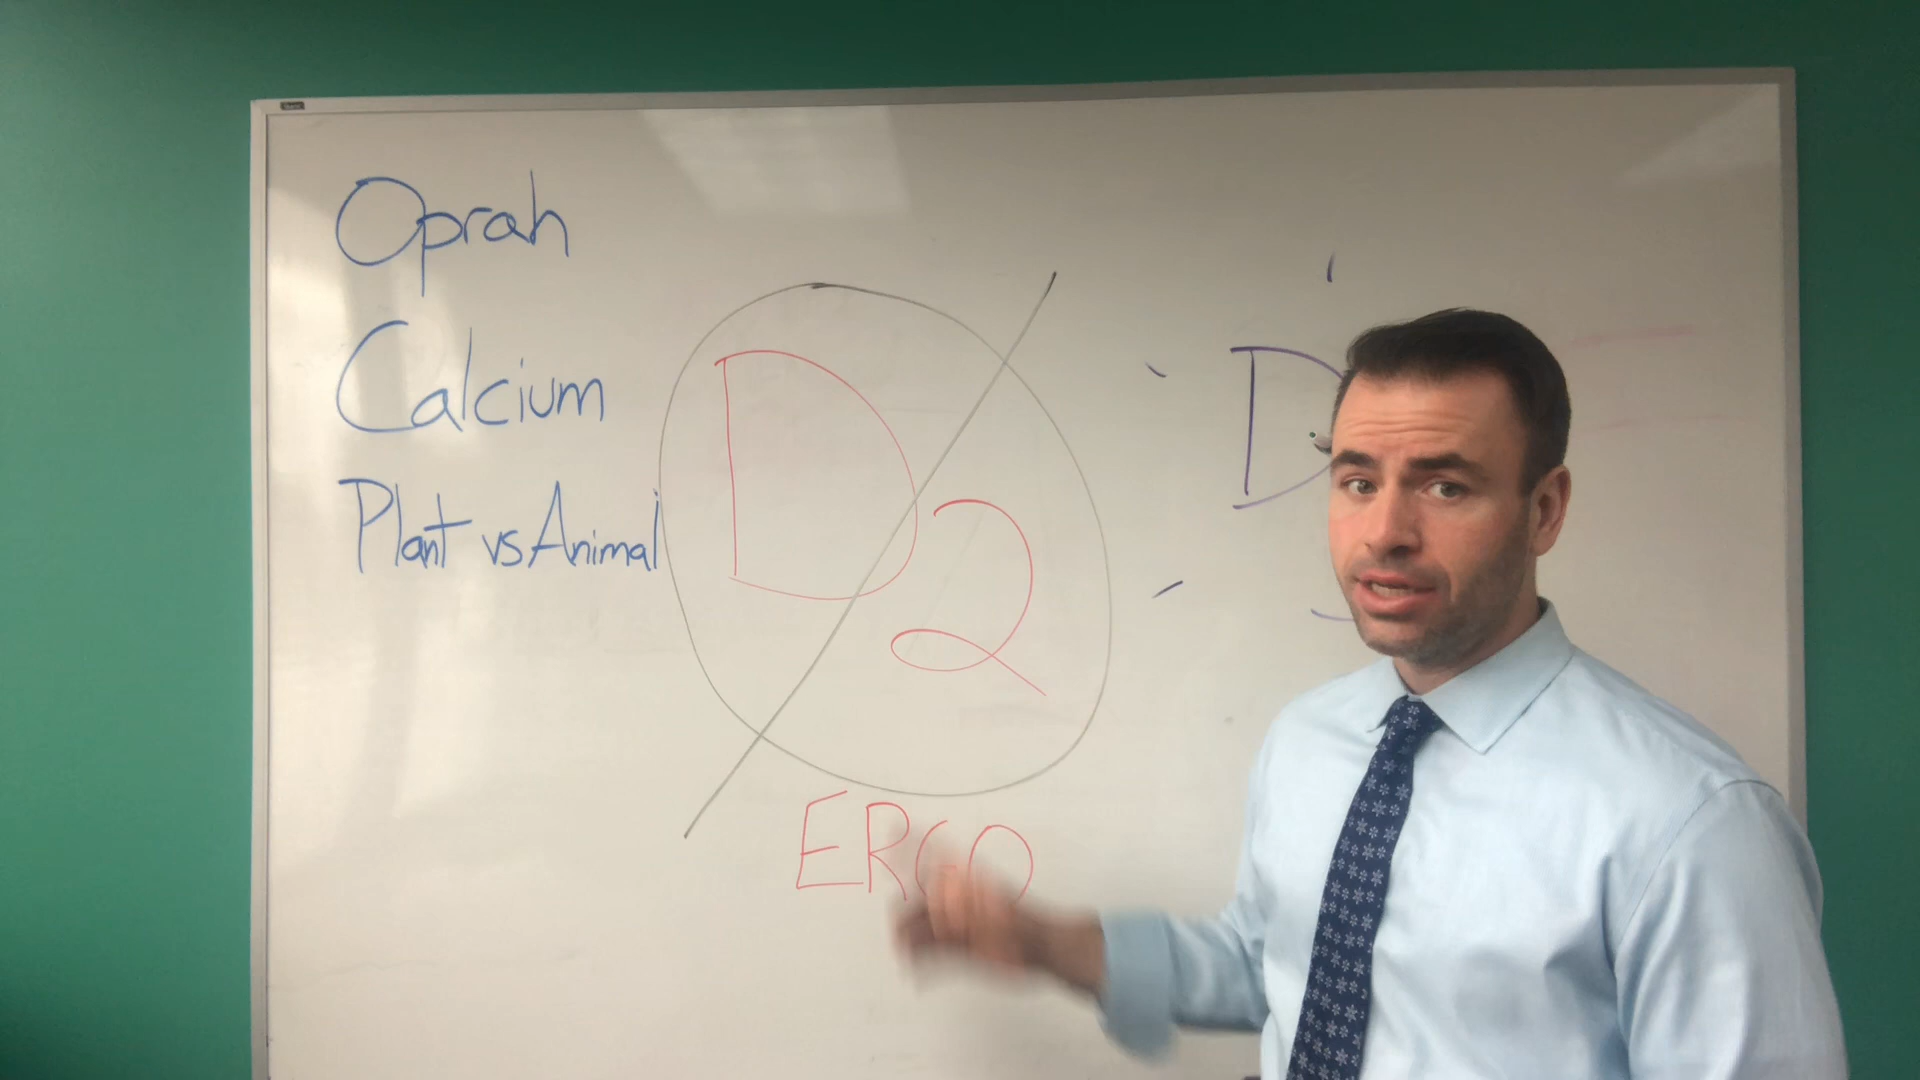 Oprah
Calcium
Plant vs Animal
D2
D
ERGO